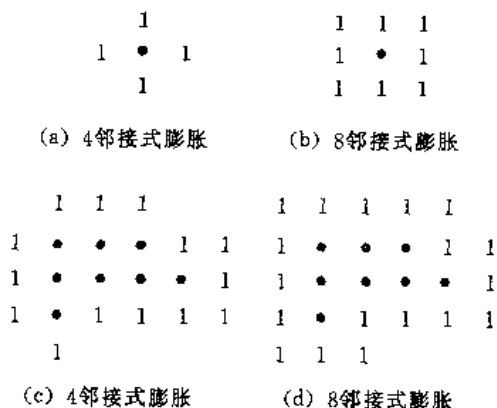 1
1 ● 1
1
(a) 4邻接式膨胀
1 1 1
1 ● 1
1 1 1
(b) 8邻接式膨胀
1 1 1
1 ● ● ● 1 1
1 ● ● ● ● 1
1 ● 1 1 1 1
1
(c) 4邻接式膨胀
1 1 1 1 1
1 ● ● ● 1 1
1 ● ● ● ● 1
1 ● 1 1 1 1
1 1 1
(d) 8邻接式膨胀